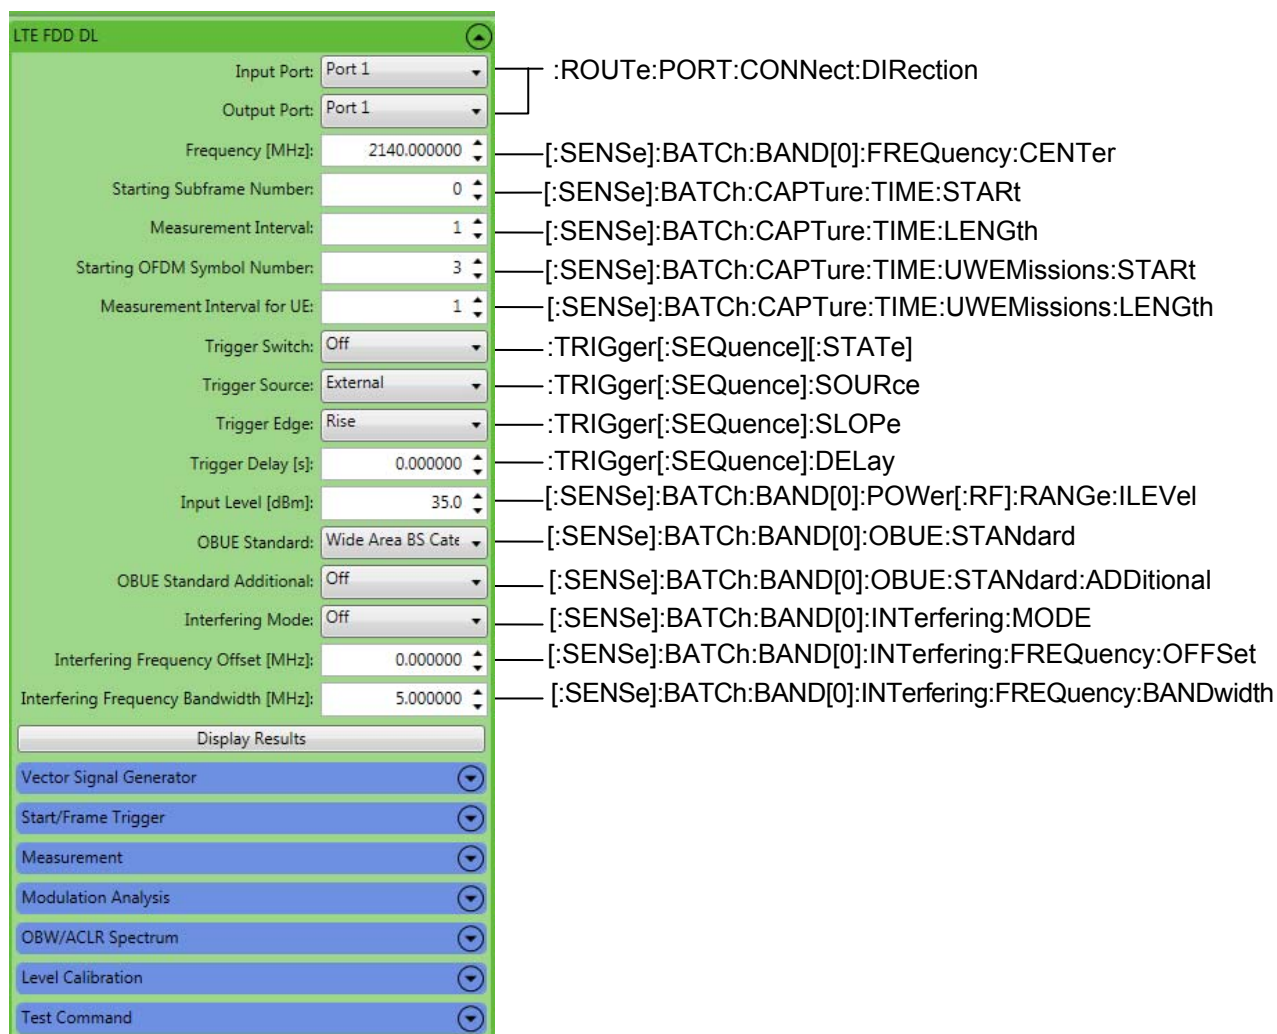 LTE FDD DL
Input Port: Port 1 :ROUTe:PORT:CONNect:DIRection
Output Port: Port 1
Frequency [MHz]: 2140.000000 [:SENSe]:BATCh:BAND[0]:FREQuency:CENTer
Starting Subframe Number: 0 [:SENSe]:BATCh:CAPTure:TIME:STARt
Measurement Interval: 1 [:SENSe]:BATCh:CAPTure:TIME:LENGth
Starting OFDM Symbol Number: 3 [:SENSe]:BATCh:CAPTure:TIME:UWEMissions:STARt
Measurement Interval for UE: 1 [:SENSe]:BATCh:CAPTure:TIME:UWEMissions:LENGth
Trigger Switch: Off :TRIGger[:SEQuence][:STATe]
Trigger Source: External :TRIGger[:SEQuence]:SOURce
Trigger Edge: Rise :TRIGger[:SEQuence]:SLOPe
Trigger Delay [s]: 0.000000 :TRIGger[:SEQuence]:DELay
Input Level [dBm]: 35.0 [:SENSe]:BATCh:BAND[0]:POWer[:RF]:RANGe:ILEVel
OBUE Standard: Wide Area BS Cate [:SENSe]:BATCh:BAND[0]:OBUE:STANdard
OBUE Standard Additional: Off [:SENSe]:BATCh:BAND[0]:OBUE:STANdard:ADDitional
Interfering Mode: Off [:SENSe]:BATCh:BAND[0]:INTerfering:MODE
Interfering Frequency Offset [MHz]: 0.000000 [:SENSe]:BATCh:BAND[0]:INTerfering:FREQuency:OFFSet
Interfering Frequency Bandwidth [MHz]: 5.000000 [:SENSe]:BATCh:BAND[0]:INTerfering:FREQuency:BANDwidth
Display Results
Vector Signal Generator
Start/Frame Trigger
Measurement
Modulation Analysis
OBW/ACLR Spectrum
Level Calibration
Test Command